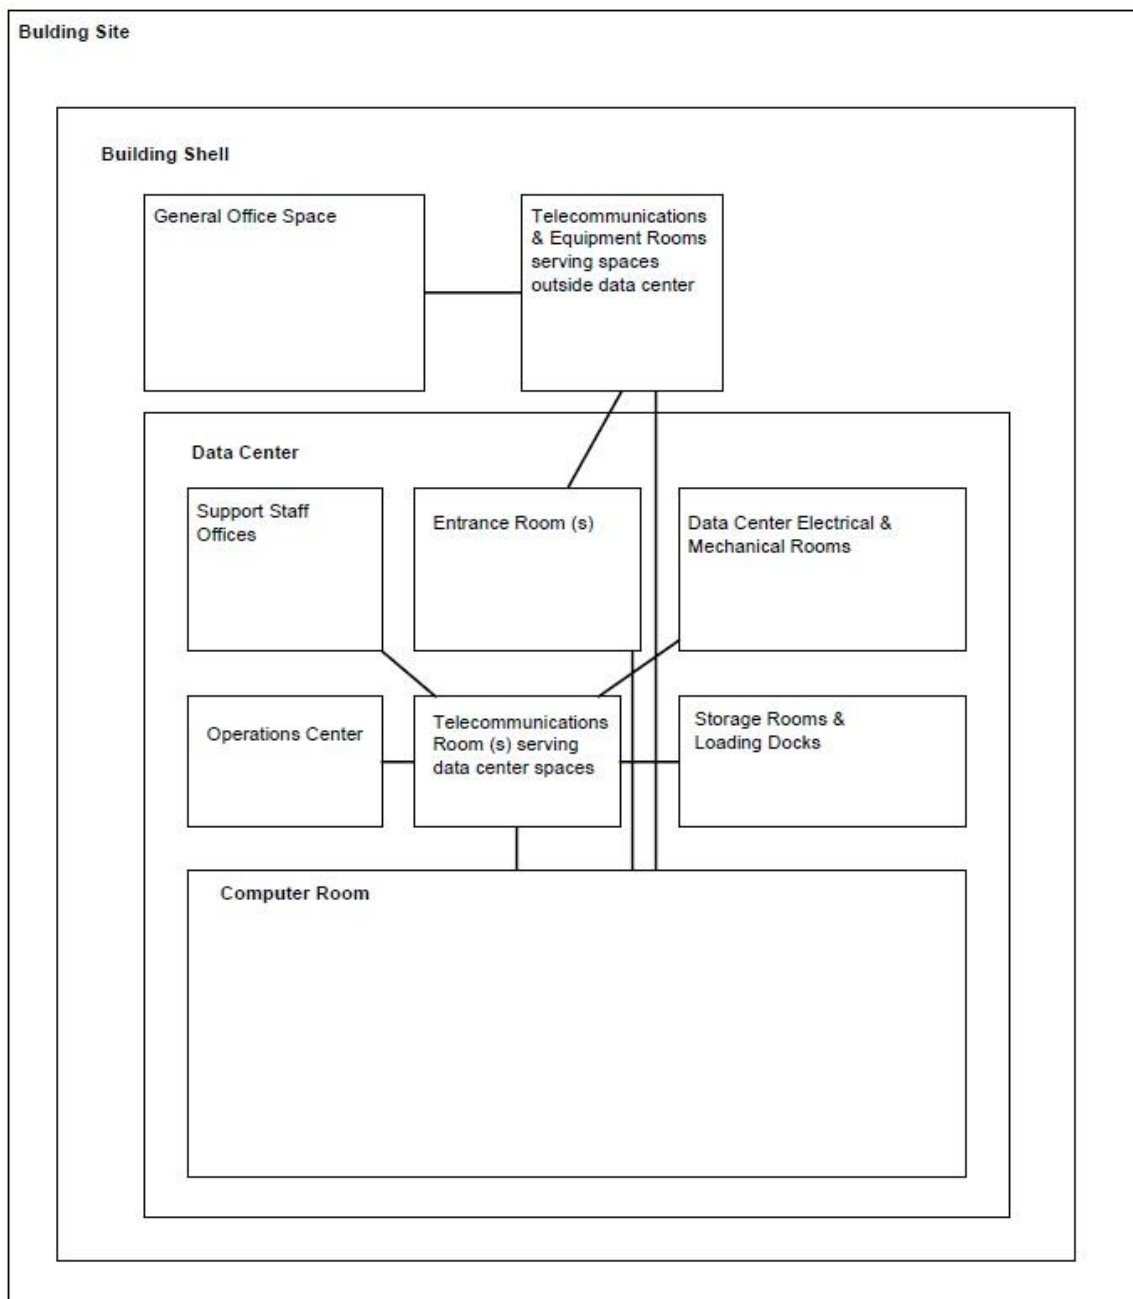 Bulding Site
Building Shell
General Office Space
Telecommunications
& Equipment Rooms
serving spaces
outside data center
Data Center
Support Staff
Offices
Entrance Room (s)
Data Center Electrical &
Mechanical Rooms
Operations Center
Telecommunications
Room (s) serving
data center spaces
Storage Rooms &
Loading Docks
Computer Room